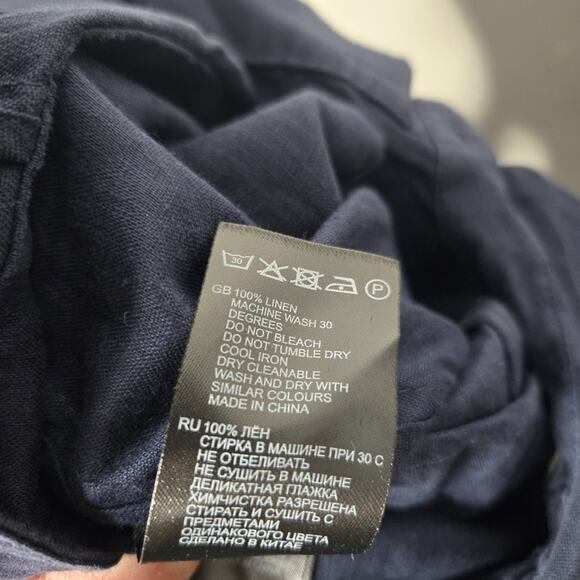 30
P
GB 100% LINEN
MACHINE WASH 30
DEGREES
DO NOT BLEACH
DO NOT TUMBLE DRY
COOL IRON
DRY CLEANABLE
WASH AND DRY WITH
SIMILAR COLOURS
MADE IN CHINA
RU 100% ЛЁН
СТИРКА В МАШИНЕ ПРИ 30 С
НЕ ОТБЕЛИВАТЬ
НЕ СУШИТЬ В МАШИНЕ
ДЕЛИКАТНАЯ ГЛАЖКА
ХИМЧИСТКА РАЗРЕШЕНА
СТИРАТЬ И СУШИТЬ С
ПРЕДМЕТАМИ
ОДИНАКОВОГО ЦВЕТА
СДЕЛАНО В КИТАЕ